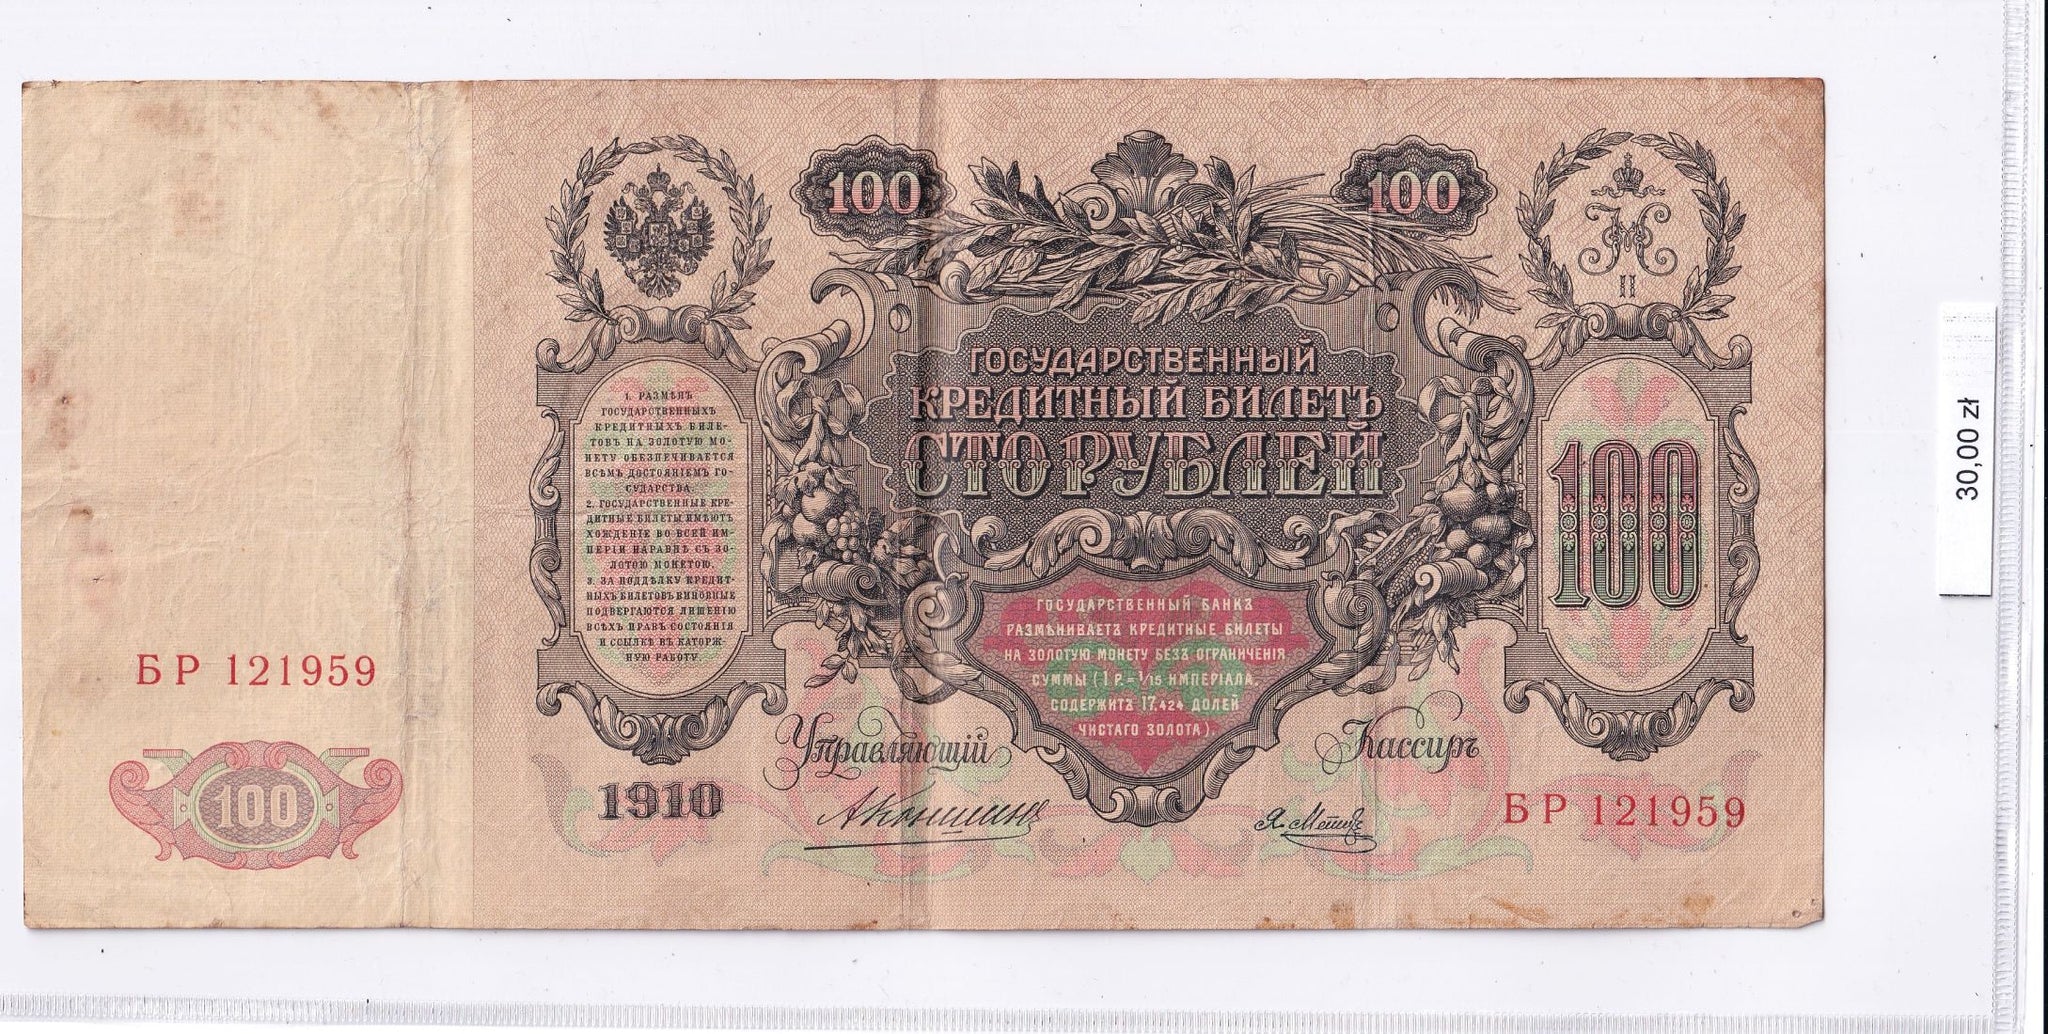 100
100
II
ГОСУДАРСТВЕННЫЙ
КРЕДИТНЫЙ БИЛЕТЪ
СТО РУБЛЕЙ
1. РАЗМѢНЪ
ГОСУДАРСТВЕННЫХЪ
КРЕДИТНЫХЪ БИЛЕ-
ТОВЪ НА ЗОЛОТУЮ МО-
НЕТУ ОБЕЗПЕЧИВАЕТСЯ
ВСѢМЪ ДОСТОЯНІЕМЪ ГО-
СУДАРСТВА
2. ГОСУДАРСТВЕННЫЕ КРЕ-
ДИТНЫЕ БИЛЕТЫ ИМѢЮТЪ
ХОЖДЕНІЕ ВО ВСЕЙ ИМ-
ПЕРІИ НАРАВНѢ СЪ ЗО-
ЛОТОЮ МОНЕТОЮ.
3. ЗА ПОДДѢЛКУ КРЕДИТ-
НЫХЪ БИЛЕТОВЪ ВИНОВНЫЕ
ПОДВЕРГАЮТСЯ ЛИШЕНІЮ
ВСѢХЪ ПРАВЪ СОСТОЯНІЯ
И ССЫЛКѢ ВЪ КАТОРЖ-
НУЮ РАБОТУ.
100
ГОСУДАРСТВЕННЫЙ БАНКЪ
РАЗМѢНИВАЕТЪ КРЕДИТНЫЕ БИЛЕТЫ
НА ЗОЛОТУЮ МОНЕТУ БЕЗЪ ОГРАНИЧЕНІЯ
СУММЫ (1 Р.= 1/15 ИМПЕРІАЛА,
СОДЕРЖИТЪ 17,424 ДОЛЕЙ
ЧИСТАГО ЗОЛОТА).
БР 121959
100
Управляющій
Кассиръ
1910
А Коншинъ
Я. Метцъ
БР 121959
30,00 zł